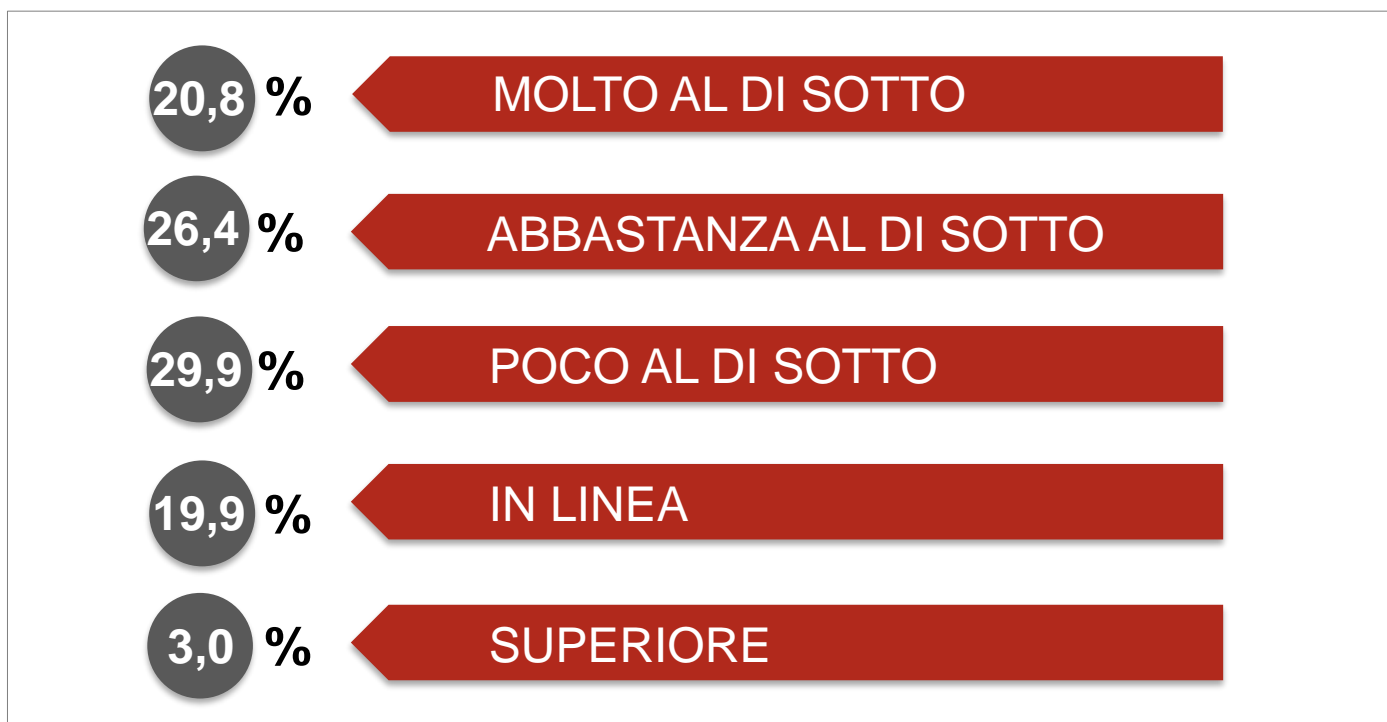 20,8 % MOLTO AL DI SOTTO
26,4 % ABBASTANZA AL DI SOTTO
29,9 % POCO AL DI SOTTO
19,9 % IN LINEA
3,0 % SUPERIORE